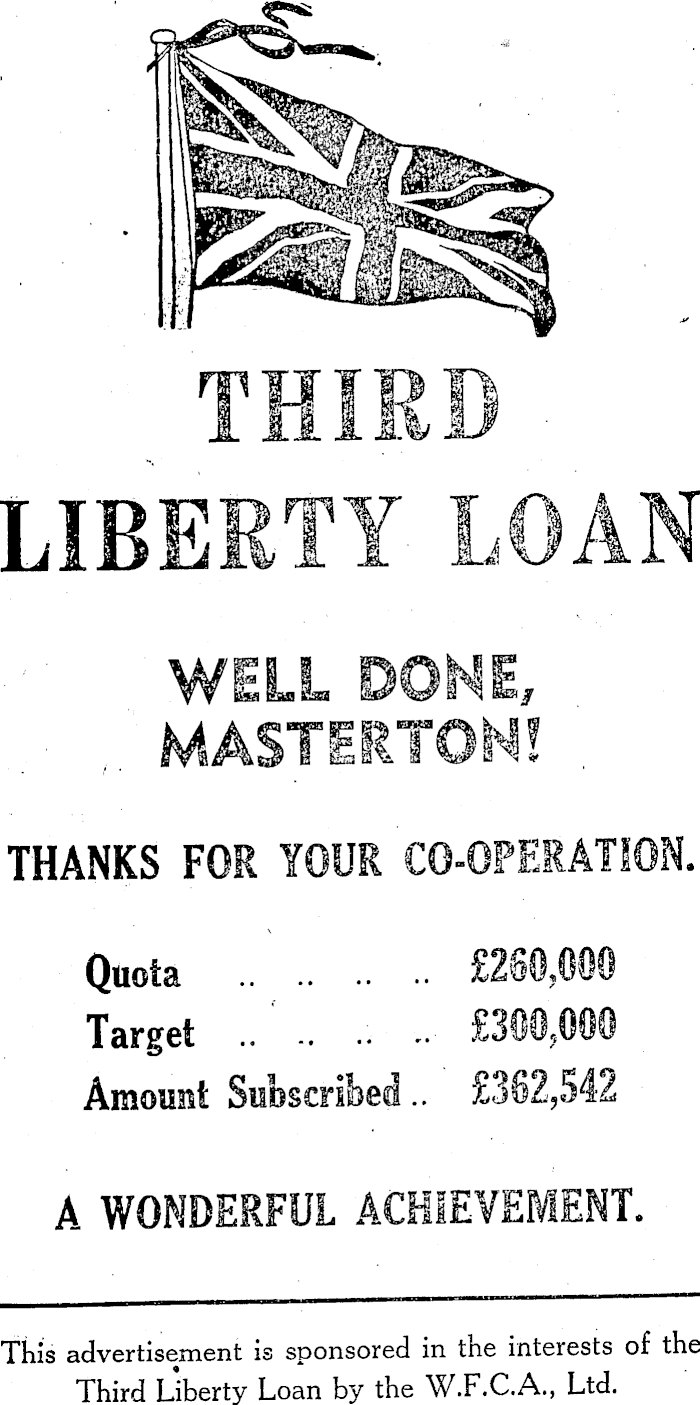 THIRD
LIBERTY LOAN
WELL DONE,
MASTERTON!
THANKS FOR YOUR CO-OPERATION.
Quota .. .. .. .. £260,000
Target .. .. .. .. £300,000
Amount Subscribed .. £362,542
A WONDERFUL ACHIEVEMENT.
This advertisement is sponsored in the interests of the
Third Liberty Loan by the W.F.C.A., Ltd.